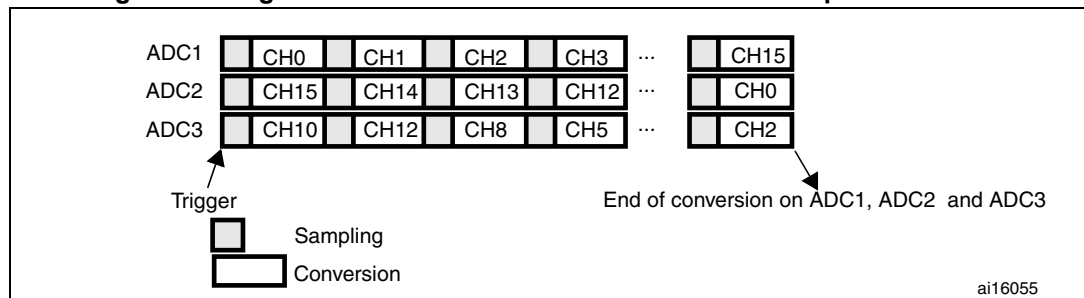 ADC1 CH0 CH1 CH2 CH3 ... CH15
ADC2 CH15 CH14 CH13 CH12 ... CH0
ADC3 CH10 CH12 CH8 CH5 ... CH2
Trigger
End of conversion on ADC1, ADC2 and ADC3
Sampling
Conversion
ai16055